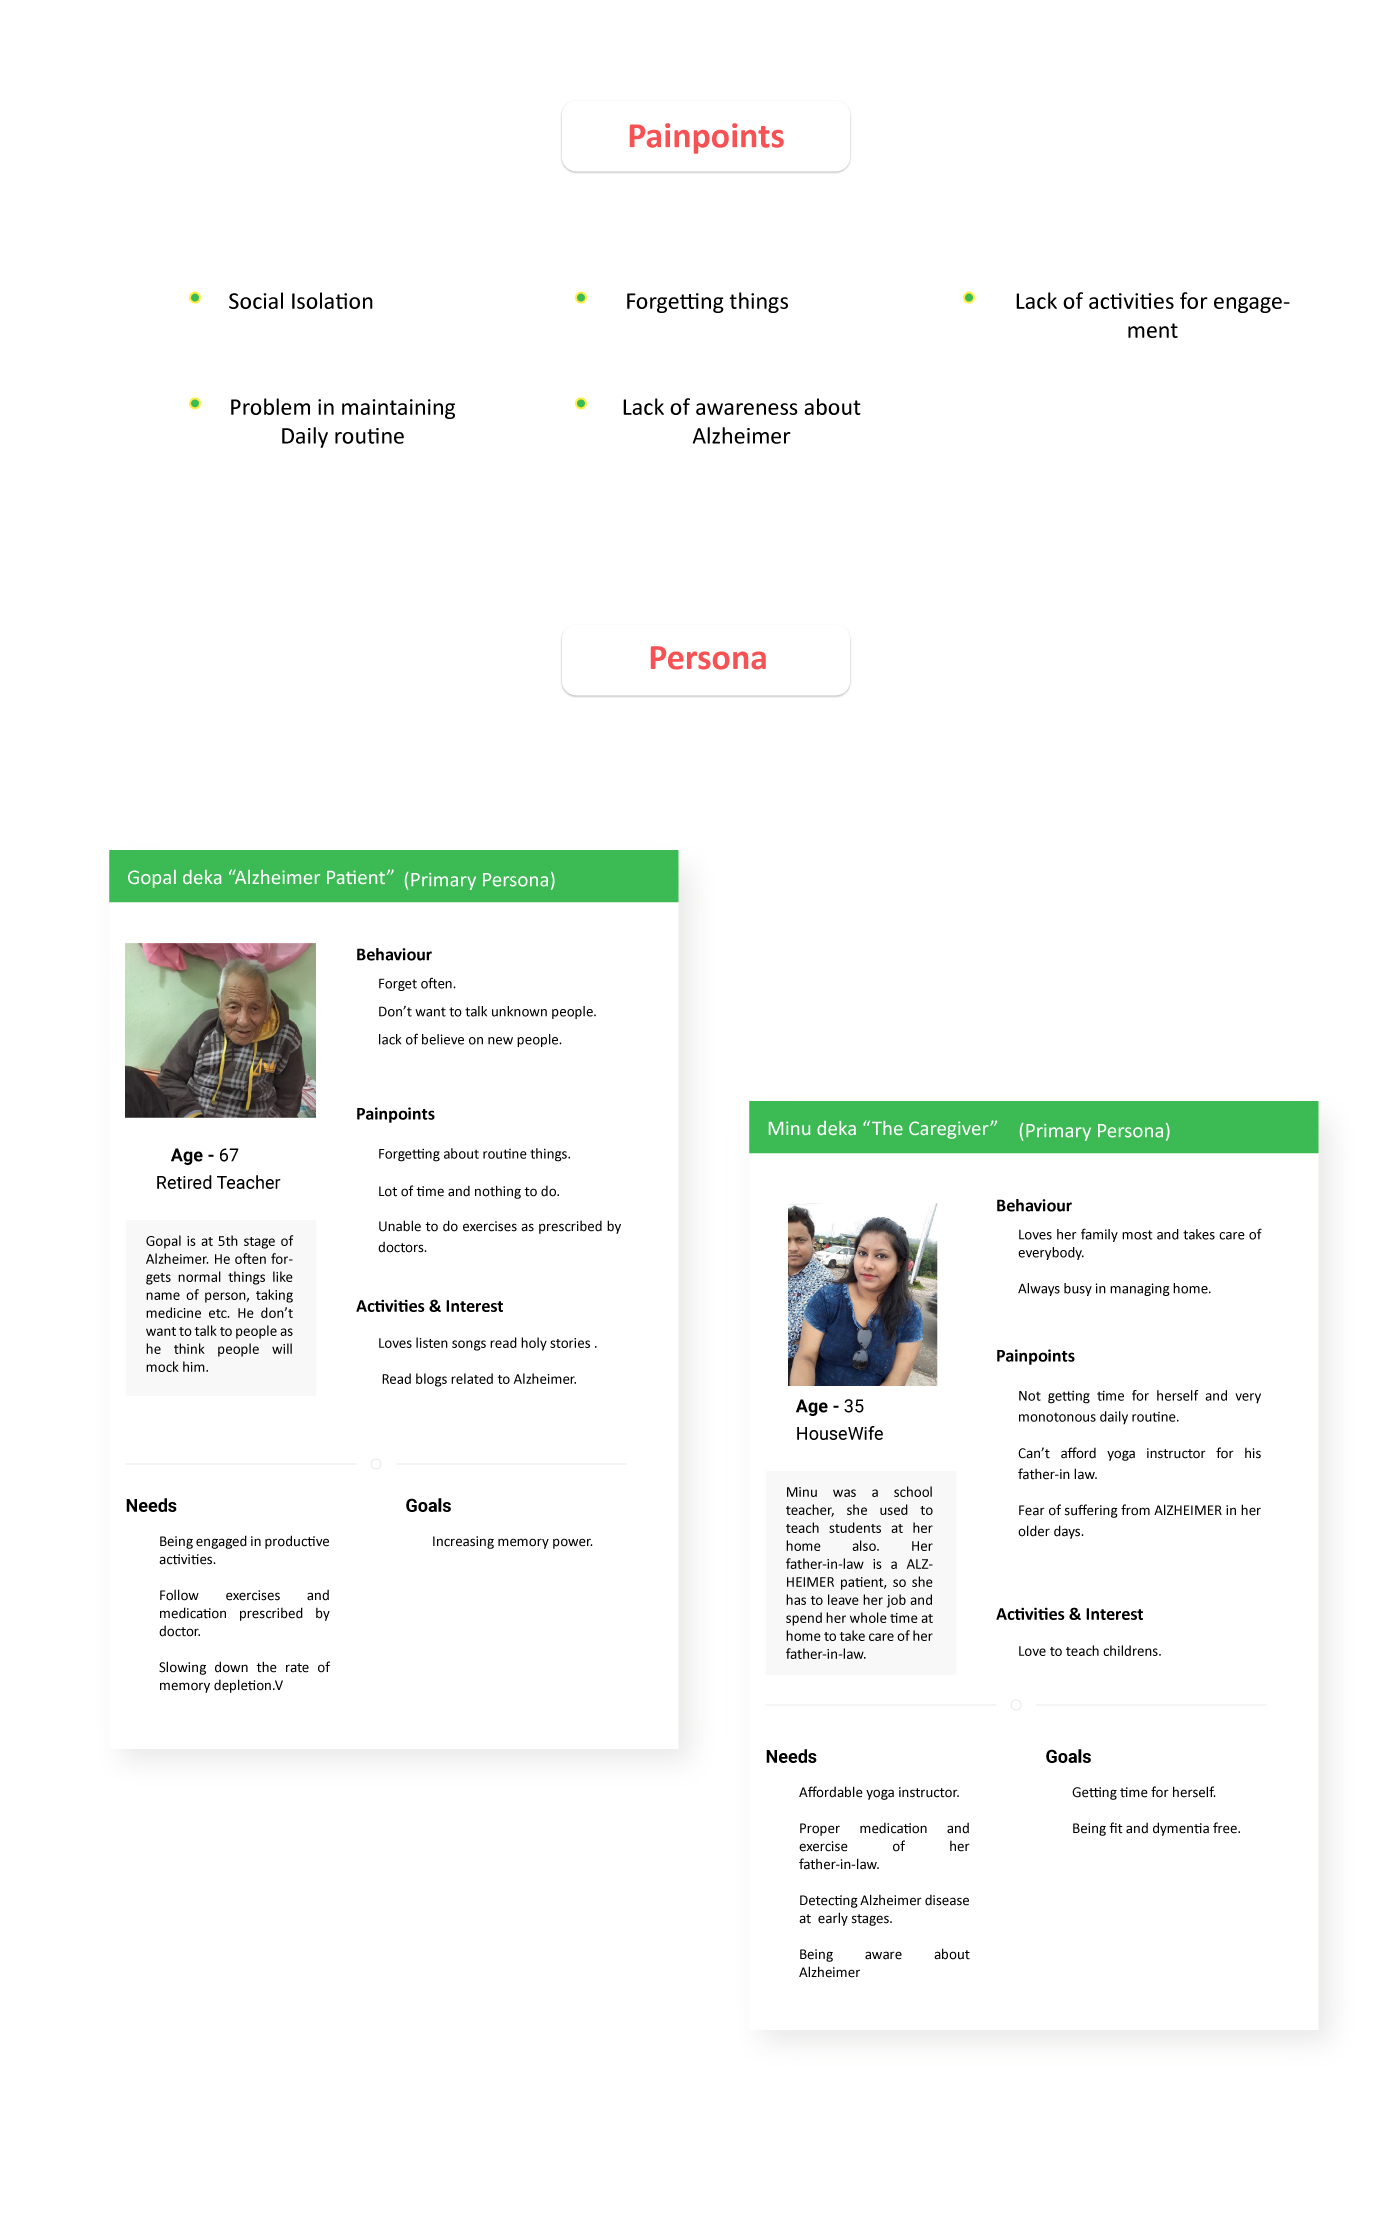 Painpoints
Social Isolation
Forgetting things
Lack of activities for engage-
ment
Problem in maintaining
Daily routine
Lack of awareness about
Alzheimer
Persona
Gopal deka “Alzheimer Patient” (Primary Persona)
Age - 67
Retired Teacher
Gopal is at 5th stage of
Alzheimer. He often for-
gets normal things like
name of person, taking
medicine etc. He don’t
want to talk to people as
he think people will
mock him.
Behaviour
Forget often.
Don’t want to talk unknown people.
lack of believe on new people.
Painpoints
Forgetting about routine things.
Lot of time and nothing to do.
Unable to do exercises as prescribed by
doctors.
Activities & Interest
Loves listen songs read holy stories .
Read blogs related to Alzheimer.
Needs
Being engaged in productive
activities.
Follow exercises and
medication prescribed by
doctor.
Slowing down the rate of
memory depletion.V
Goals
Increasing memory power.
Minu deka “The Caregiver” (Primary Persona)
Age - 35
HouseWife
Minu was a school
teacher, she used to
teach students at her
home also. Her
father-in-law is a ALZ-
HEIMER patient, so she
has to leave her job and
spend her whole time at
home to take care of her
father-in-law.
Behaviour
Loves her family most and takes care of
everybody.
Always busy in managing home.
Painpoints
Not getting time for herself and very
monotonous daily routine.
Can’t afford yoga instructor for his
father-in law.
Fear of suffering from AlZHEIMER in her
older days.
Activities & Interest
Love to teach childrens.
Needs
Affordable yoga instructor.
Proper medication and
exercise of her
father-in-law.
Detecting Alzheimer disease
at early stages.
Being aware about
Alzheimer
Goals
Getting time for herself.
Being fit and dymentia free.